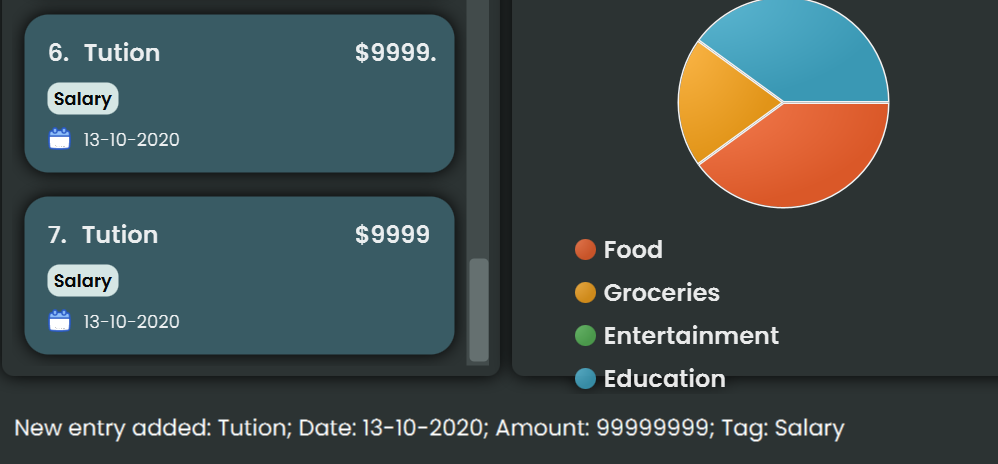 6. Tution $9999.
Salary
13-10-2020
7. Tution $9999
Salary
13-10-2020
Food
Groceries
Entertainment
Education
New entry added: Tution; Date: 13-10-2020; Amount: 99999999; Tag: Salary